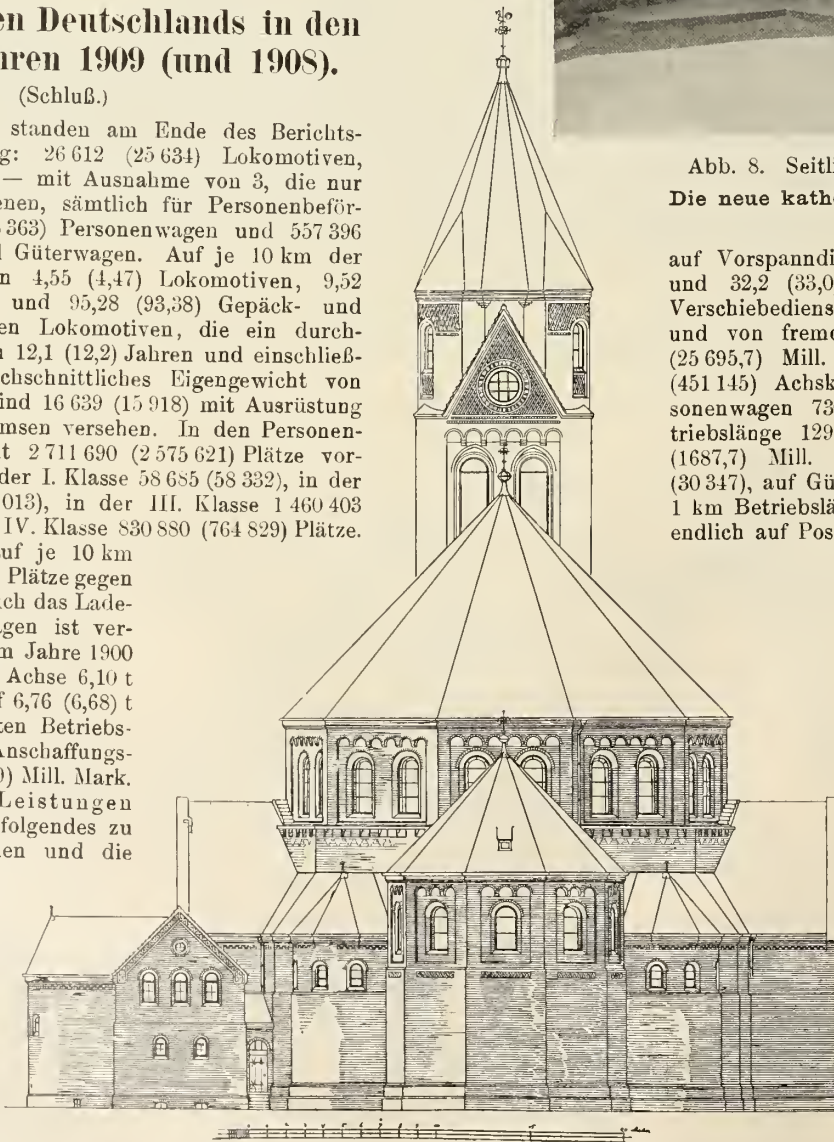 en Deutschlands in den
hren 1909 (und 1908).
(Schluß.)
standen am Ende des Berichts-
g: 26 612 (25 634) Lokomotiven,
— mit Ausnahme von 3, die nur
enen, sämtlich für Personenbeför-
363) Personenwagen und 557 396
d Güterwagen. Auf je 10 km der
n 4,55 (4,47) Lokomotiven, 9,52
und 95,28 (93,38) Gepäck- und
en Lokomotiven, die ein durch-
n 12,1 (12,2) Jahren und einschließ-
chschnittliches Eigengewicht von
ind 16 639 (15 918) mit Ausrüstung
msen versehen. In den Personen-
t 2 711 690 (2 575 621) Plätze vor-
der I. Klasse 58 685 (58 332), in der
013), in der III. Klasse 1 460 403
IV. Klasse 830 880 (764 829) Plätze.
uf je 10 km
Plätze gegen
ch das Lade-
gen ist ver-
m Jahre 1900
Achse 6,10 t
f 6,76 (6,68) t
ten Betriebs-
Anschaffungs-
) Mill. Mark.
Leistungen
folgendes zu
en und die
Abb. 8. Seitl
Die neue kath
auf Vorspanndi
und 32,2 (33,0
Verschiebediens
und von freme
(25 695,7) Mill.
(451 145) Achsk
sonenwagen 73
triebslänge 129
(1687,7) Mill.
(30 347), auf Gü
1 km Betriebslä
endlich auf Pos